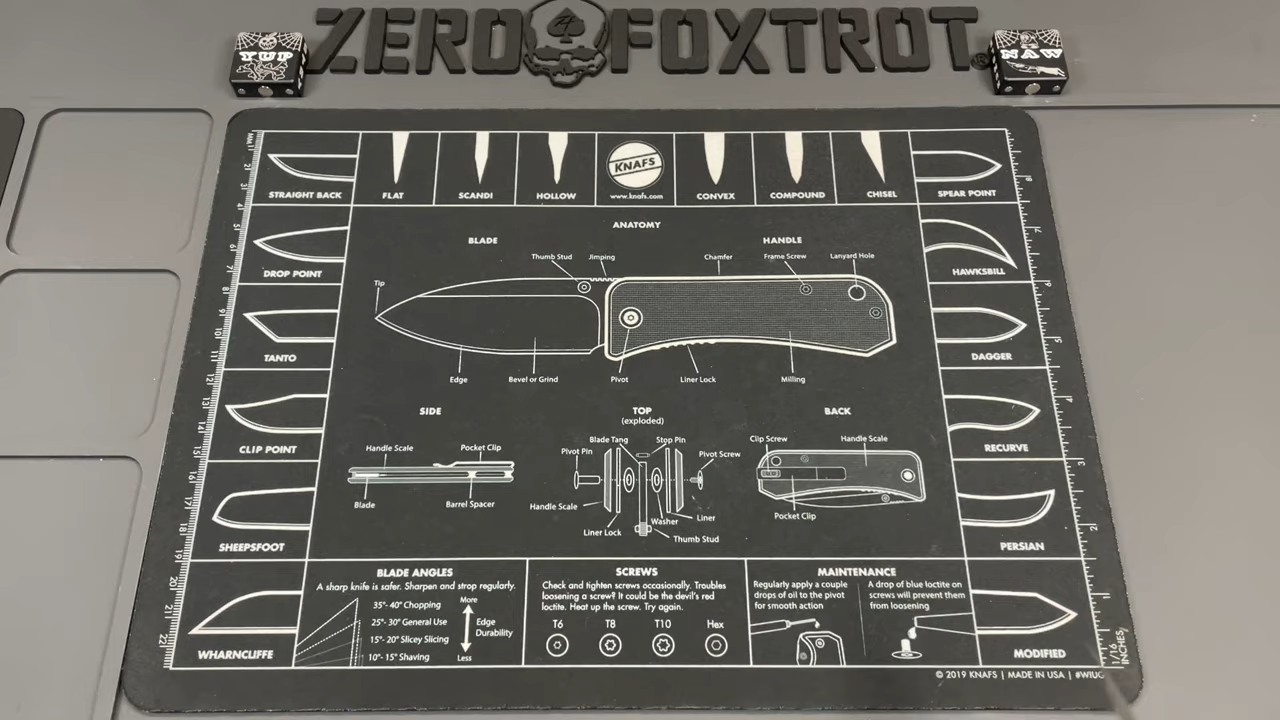 ZERO FOXTROT
YUP
NAW
STRAIGHT BACK
FLAT
SCANDI
HOLLOW
KNAFS
www.knafs.com
CONVEX
COMPOUND
CHISEL
SPEAR POINT
DROP POINT
TANTO
CLIP POINT
SHEEPSFOOT
WHARNCLIFFE
HAWKSBILL
DAGGER
RECURVE
PERSIAN
MODIFIED
ANATOMY
BLADE
HANDLE
Thumb Stud
Jimping
Chamfer
Frame Screw
Lanyard Hole
Tip
Edge
Bevel or Grind
Pivot
Liner Lock
Milling
SIDE
Handle Scale
Pocket Clip
Blade
Barrel Spacer
TOP
(exploded)
Blade Tang
Stop Pin
Pivot Pin
Pivot Screw
Handle Scale
Liner Lock
Washer
Liner
Thumb Stud
BACK
Clip Screw
Handle Scale
Pocket Clip
BLADE ANGLES
A sharp knife is safer. Sharpen and strop regularly.
35°- 40° Chopping
25°- 30° General Use
15°- 20° Slicey Slicing
10°- 15° Shaving
More
Edge
Durability
Less
SCREWS
Check and tighten screws occasionally. Troubles
loosening a screw? It could be the devil's red
loctite. Heat up the screw. Try again.
T6 T8 T10 Hex
MAINTENANCE
Regularly apply a couple
drops of oil to the pivot
for smooth action
A drop of blue loctite on
screws will prevent them
from loosening
1/16
INCHES
© 2019 KNAFS | MADE IN USA |